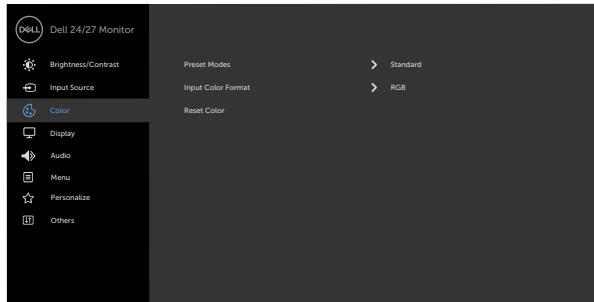 DELL Dell 24/27 Monitor
Brightness/Contrast Preset Modes Standard
Input Source Input Color Format RGB
Color Reset Color
Display
Audio
Menu
Personalize
Others